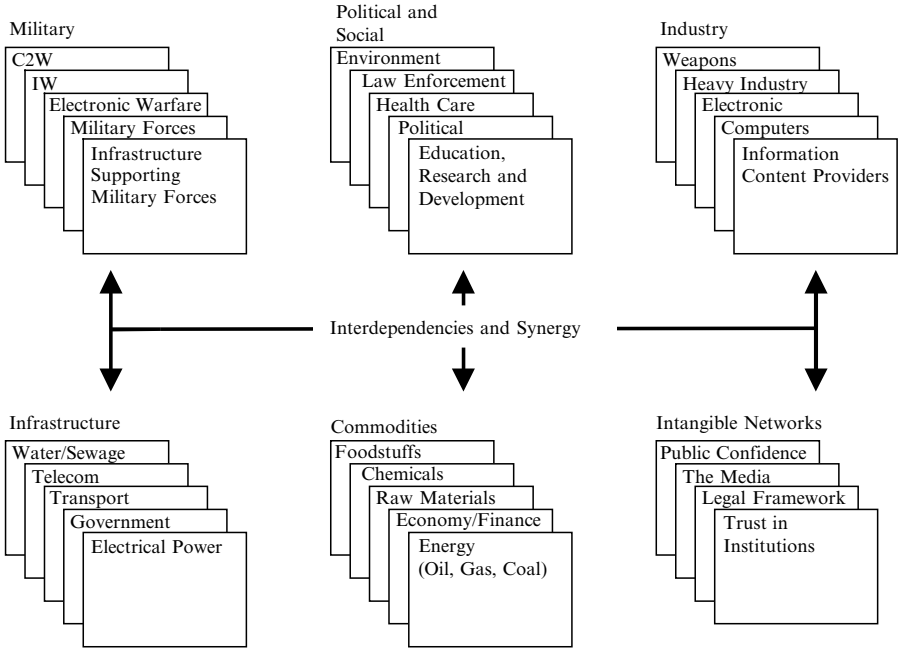 Military
C2W
IW
Electronic Warfare
Military Forces
Infrastructure
Supporting
Military Forces
Political and
Social
Environment
Law Enforcement
Health Care
Political
Education,
Research and
Development
Industry
Weapons
Heavy Industry
Electronic
Computers
Information
Content Providers
Interdependencies and Synergy
Infrastructure
Water/Sewage
Telecom
Transport
Government
Electrical Power
Commodities
Foodstuffs
Chemicals
Raw Materials
Economy/Finance
Energy
(Oil, Gas, Coal)
Intangible Networks
Public Confidence
The Media
Legal Framework
Trust in
Institutions